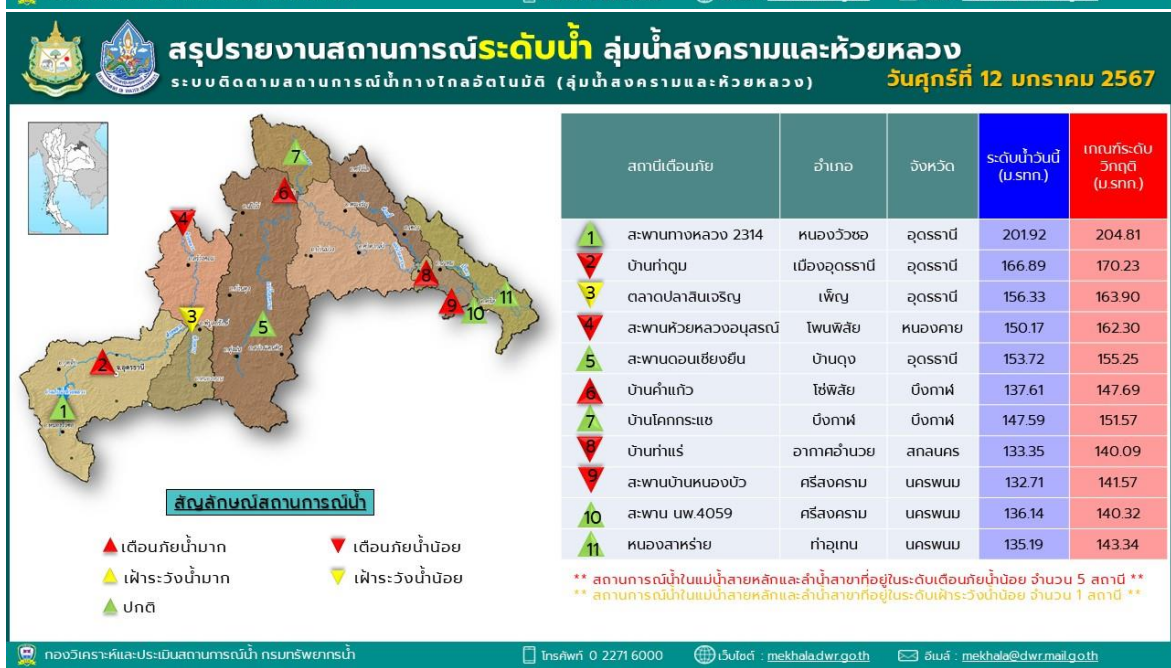 mekhala.dwr.go.th
mekhala@dwr.mail.go.th
สรุปรายงานสถานการณ์ระดับน้ำ ลุ่มน้ำสงครามและห้วยหลวง
ระบบติดตามสถานการณ์น้ำทางไกลอัตโนมัติ (ลุ่มน้ำสงครามและห้วยหลวง)
วันศุกร์ที่ 12 มกราคม 2567
สถานีเตือนภัย อำเภอ จังหวัด ระดับน้ำวันนี้ (ม.รทก.) เกณฑ์ระดับวิกฤติ (ม.รทก.)
1 สะพานทางหลวง 2314 หนองวัวซอ อุดรธานี 201.92 204.81
2 บ้านท่าตูม เมืองอุดรธานี อุดรธานี 166.89 170.23
3 ตลาดปลาสินเจริญ เพ็ญ อุดรธานี 156.33 163.90
4 สะพานห้วยหลวงอนุสรณ์ โพนพิสัย หนองคาย 150.17 162.30
5 สะพานดอนเชียงยืน บ้านดุง อุดรธานี 153.72 155.25
6 บ้านคำแก้ว โซ่พิสัย บึงกาฬ 137.61 147.69
7 บ้านโคกกระแซ บึงกาฬ บึงกาฬ 147.59 151.57
8 บ้านท่าแร่ อากาศอำนวย สกลนคร 133.35 140.09
9 สะพานบ้านหนองบัว ศรีสงคราม นครพนม 132.71 141.57
10 สะพาน นพ.4059 ศรีสงคราม นครพนม 136.14 140.32
11 หนองสาหร่าย ท่าอุเทน นครพนม 135.19 143.34
7
6
4
8
9
11
10
3
5
2
อ.อุดรธานี
1
สัญลักษณ์สถานการณ์น้ำ
เตือนภัยน้ำมาก
เตือนภัยน้ำน้อย
เฝ้าระวังน้ำมาก
เฝ้าระวังน้ำน้อย
ปกติ
** สถานการณ์น้ำในแม่น้ำสายหลักและลำน้ำสาขาที่อยู่ในระดับเตือนภัยน้ำน้อย จำนวน 5 สถานี **
** สถานการณ์น้ำในแม่น้ำสายหลักและลำน้ำสาขาที่อยู่ในระดับเฝ้าระวังน้ำน้อย จำนวน 1 สถานี **
กองวิเคราะห์และประเมินสถานการณ์น้ำ กรมทรัพยากรน้ำ
โทรศัพท์ 0 2271 6000
เว็บไซต์ : mekhala.dwr.go.th
อีเมล์ : mekhala@dwr.mail.go.th